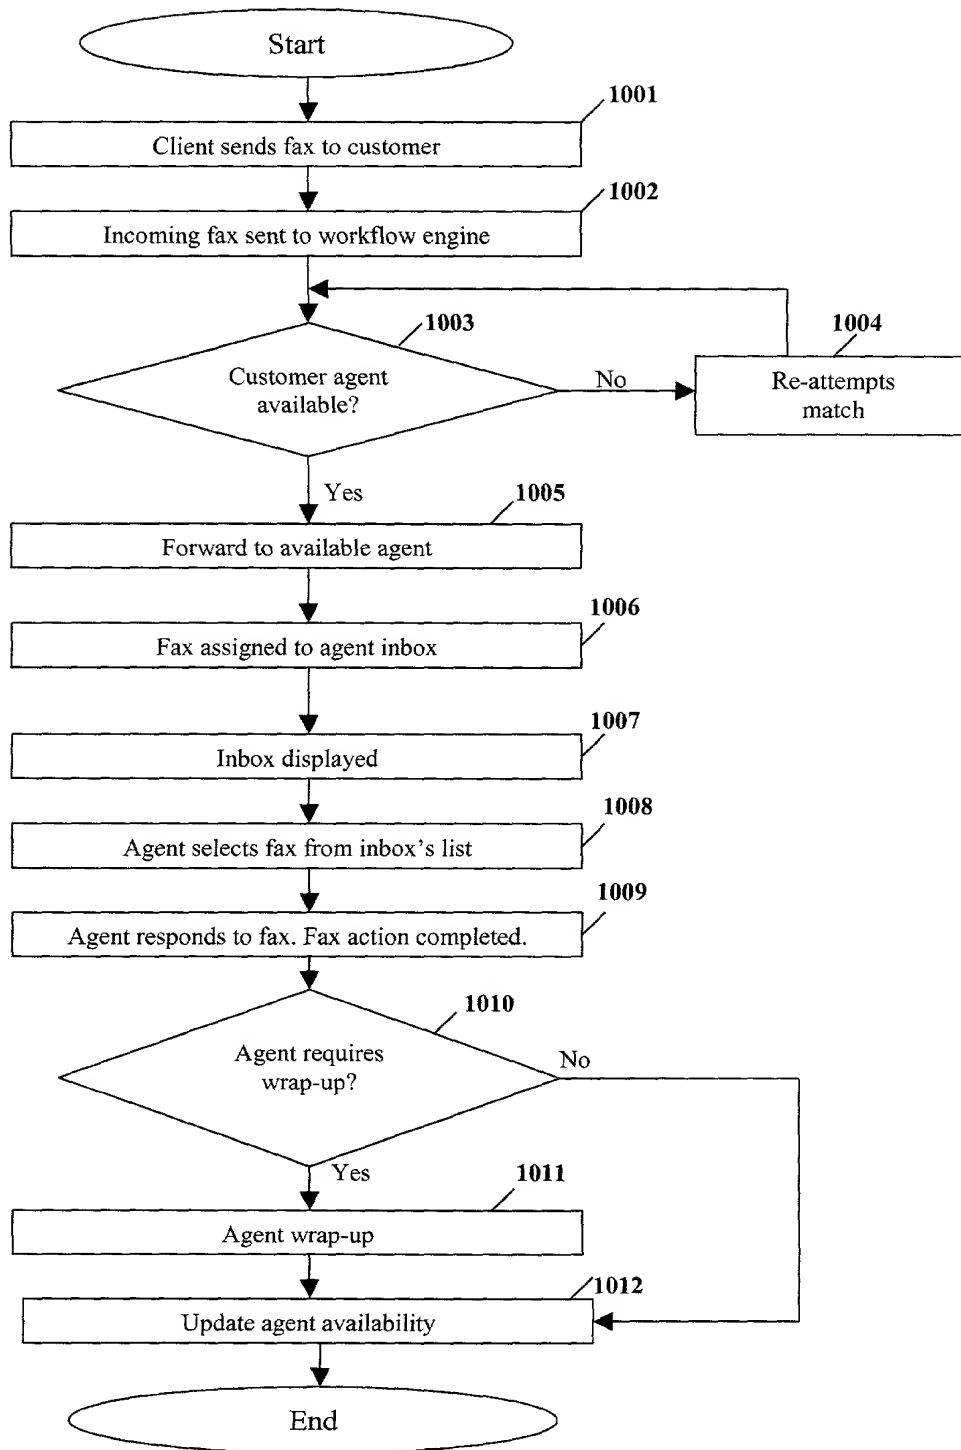 Start
1001
Client sends fax to customer
1002
Incoming fax sent to workflow engine
1003
Customer agent
available?
No
1004
Re-attempts
match
Yes
1005
Forward to available agent
1006
Fax assigned to agent inbox
1007
Inbox displayed
1008
Agent selects fax from inbox’s list
1009
Agent responds to fax. Fax action completed.
1010
Agent requires
wrap-up?
No
Yes
1011
Agent wrap-up
1012
Update agent availability
End